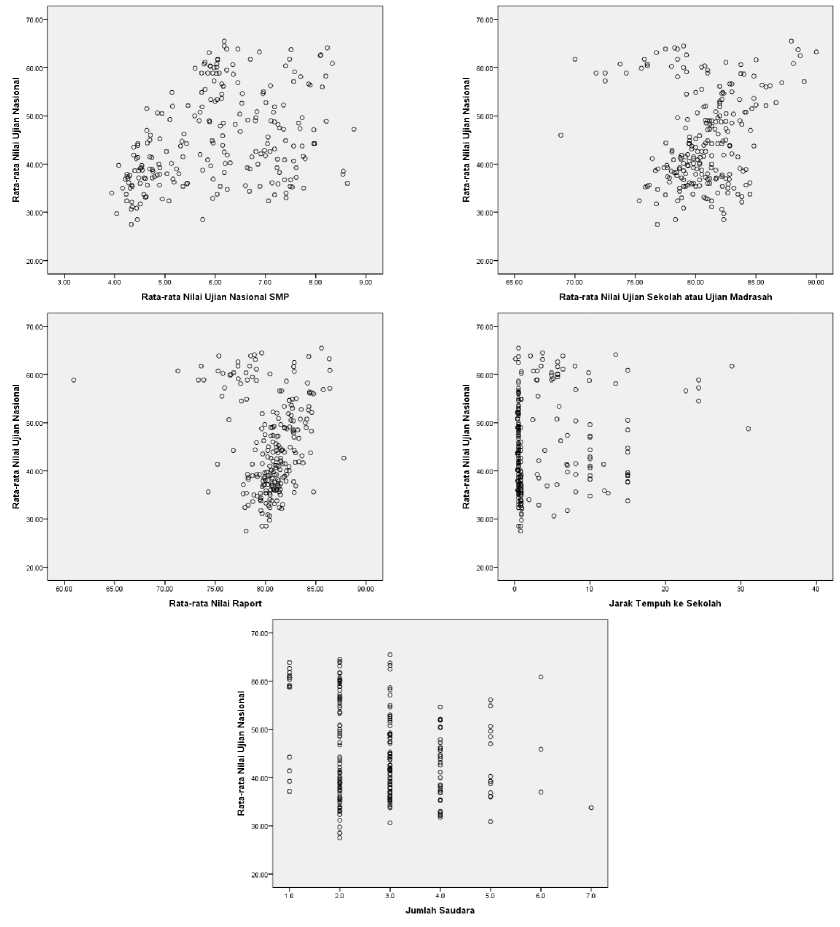 70.00
60.00
50.00
40.00
30.00
20.00
Rata-rata Nilai Ujian Nasional
3.00 4.00 5.00 6.00 7.00 8.00 9.00
Rata-rata Nilai Ujian Nasional SMP
70.00
60.00
50.00
40.00
30.00
20.00
Rata-rata Nilai Ujian Nasional
65.00 70.00 75.00 80.00 85.00 90.00
Rata-rata Nilai Ujian Sekolah atau Ujian Madrasah
70.00
60.00
50.00
40.00
30.00
20.00
Rata-rata Nilai Ujian Nasional
60.00 65.00 70.00 75.00 80.00 85.00 90.00
Rata-rata Nilai Raport
70.00
60.00
50.00
40.00
30.00
20.00
Rata-rata Nilai Ujian Nasional
0 10 20 30 40
Jarak Tempuh ke Sekolah
70.00
60.00
50.00
40.00
30.00
20.00
Rata-rata Nilai Ujian Nasional
1.0 2.0 3.0 4.0 5.0 6.0 7.0
Jumlah Saudara